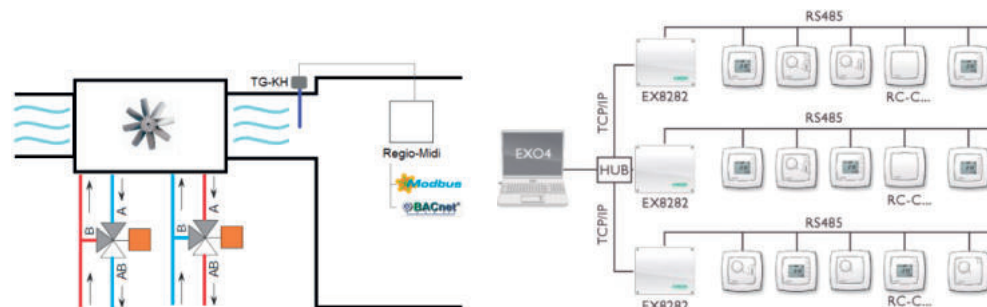 TG-KH
Regio-Midi
Modbus
BACnet
B
A
AB
B
A
AB
EXO4
HUB
TCP/IP
TCP/IP
RS485
EX8282
RC-C...
RS485
EX8282
RC-C...
RS485
EX8282
RC-C...